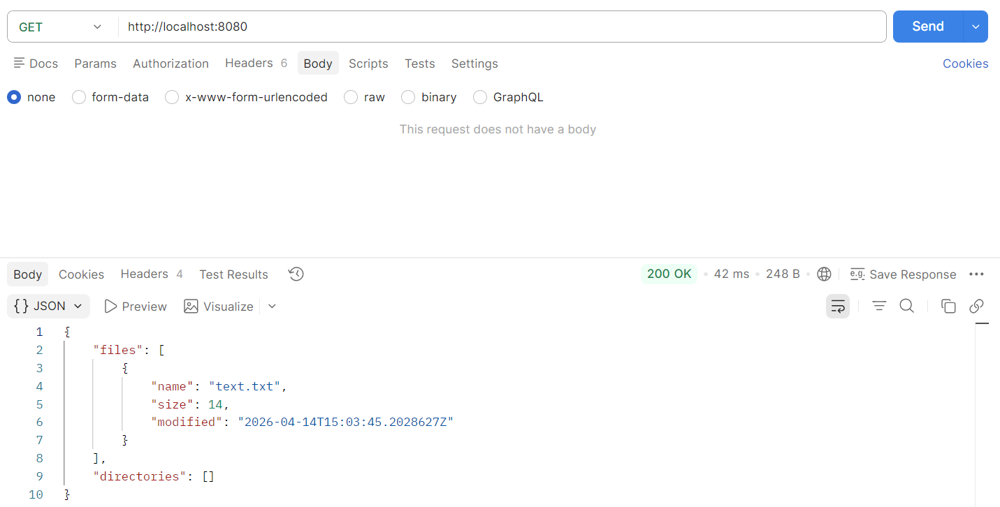 GET http://localhost:8080 Send
Docs Params Authorization Headers 6 Body Scripts Tests Settings Cookies
none form-data x-www-form-urlencoded raw binary GraphQL
This request does not have a body
Body Cookies Headers 4 Test Results 200 OK • 42 ms • 248 B • e.g. Save Response
{} JSON Preview Visualize
1 {
2 "files": [
3 {
4 "name": "text.txt",
5 "size": 14,
6 "modified": "2026-04-14T15:03:45.2028627Z"
7 }
8 ],
9 "directories": []
10 }